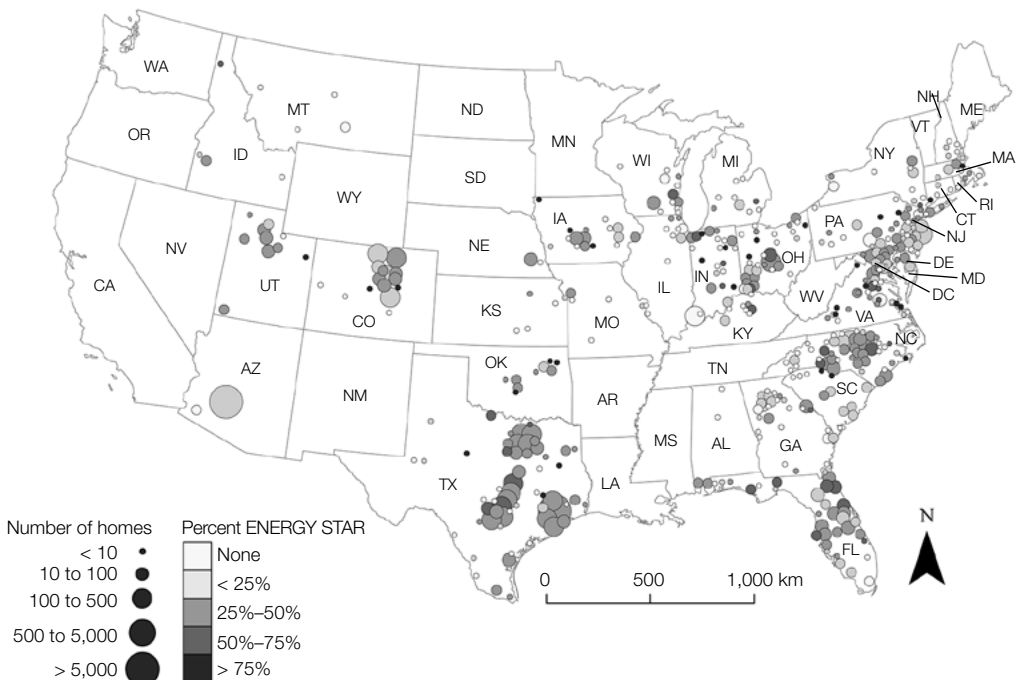 WA
MT
ND
MN
OR
ID
WY
SD
WI
MI
NY
NH
VT
ME
MA
RI
CT
NJ
PA
DE
MD
DC
NV
CA
UT
CO
NE
IA
IL
IN
OH
WV
VA
KS
MO
KY
NC
TN
SC
AZ
NM
OK
AR
MS
AL
GA
TX
LA
FL
N
0 500 1,000 km
Number of homes
< 10
10 to 100
100 to 500
500 to 5,000
> 5,000
Percent ENERGY STAR
None
< 25%
25%–50%
50%–75%
> 75%